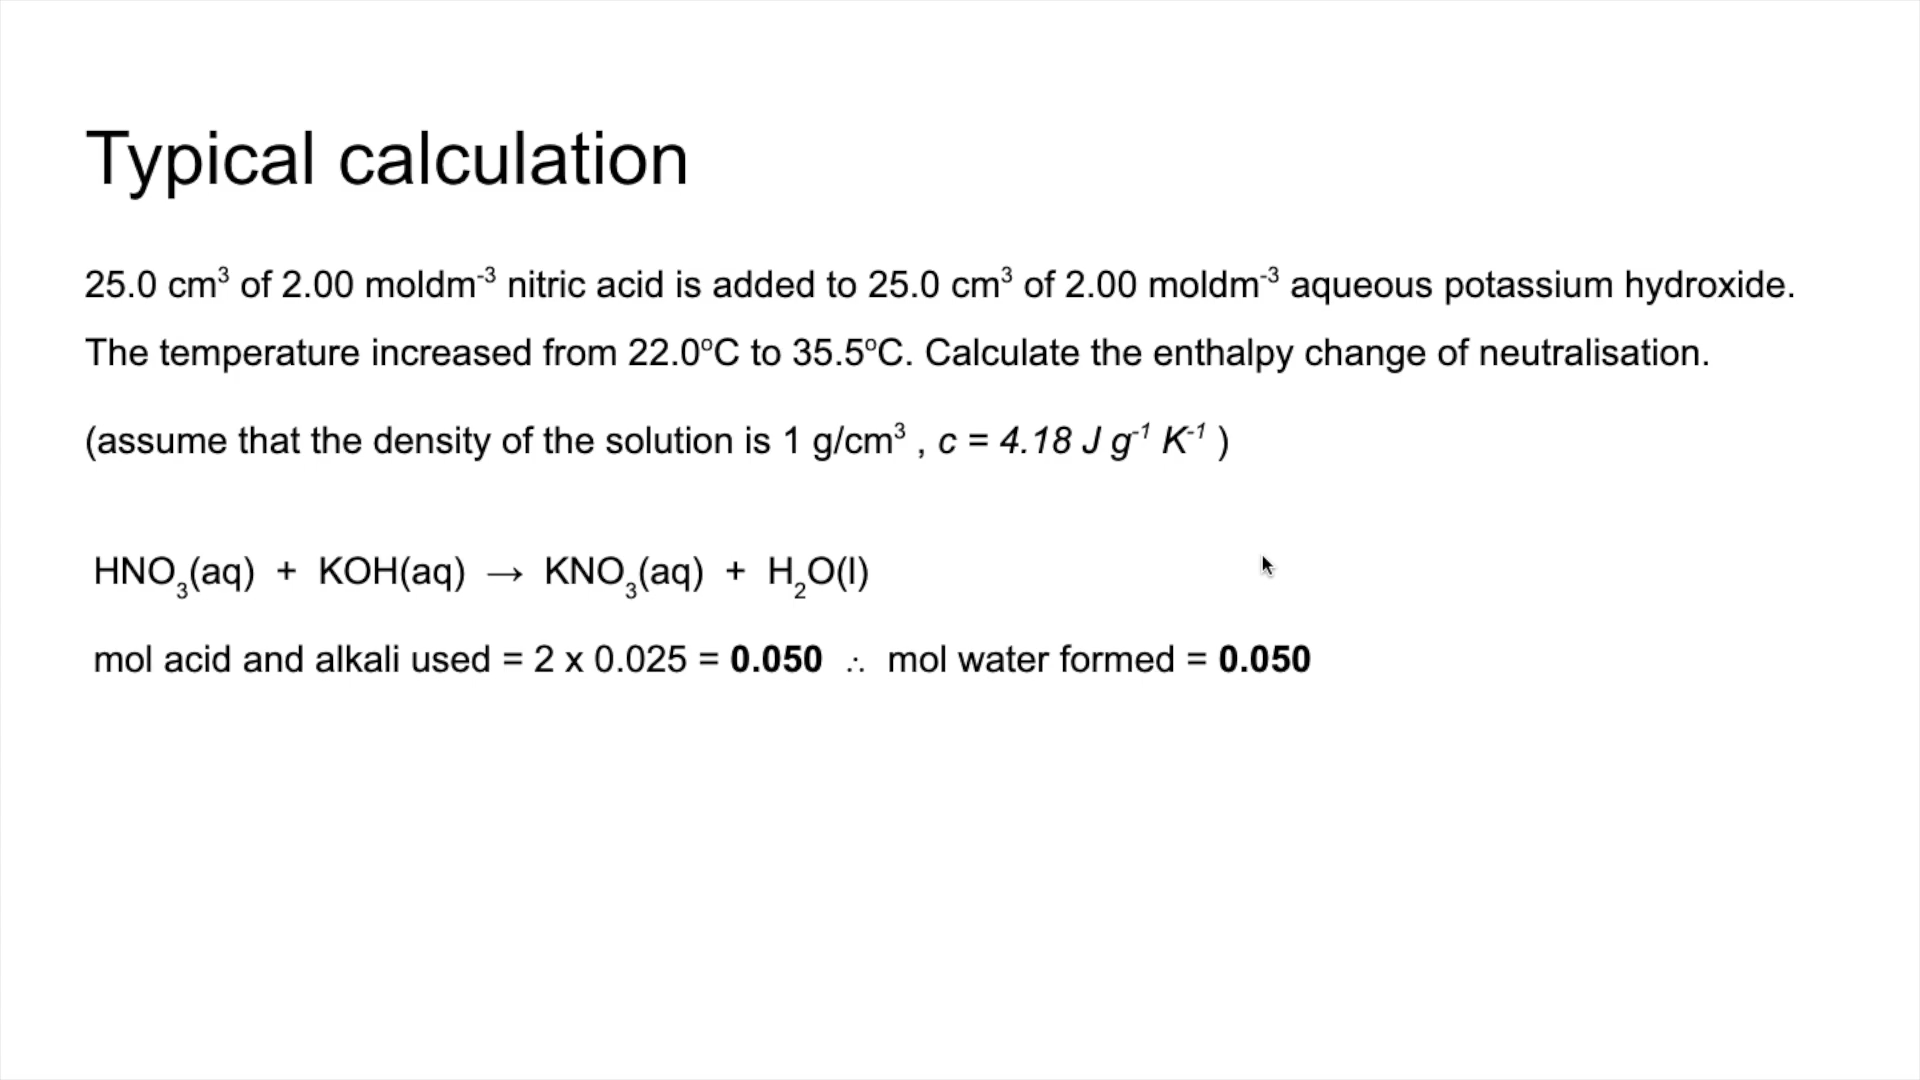 Typical calculation
25.0 cm³ of 2.00 moldm⁻³ nitric acid is added to 25.0 cm³ of 2.00 moldm⁻³ aqueous potassium hydroxide.
The temperature increased from 22.0ºC to 35.5ºC. Calculate the enthalpy change of neutralisation.
(assume that the density of the solution is 1 g/cm³ , c = 4.18 J g⁻¹ K⁻¹ )
HNO₃(aq) + KOH(aq) → KNO₃(aq) + H₂O(l)
mol acid and alkali used = 2 x 0.025 = 0.050 ∴ mol water formed = 0.050